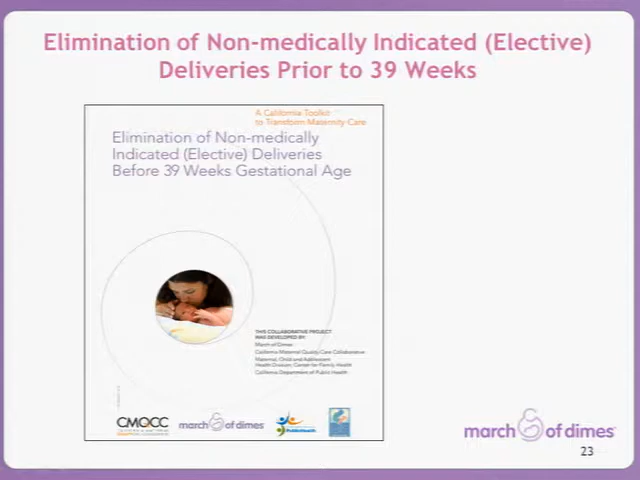 Elimination of Non-medically Indicated (Elective)
Deliveries Prior to 39 Weeks
A California Toolkit
to Transform Maternity Care
Elimination of Non-medically
Indicated (Elective) Deliveries
Before 39 Weeks Gestational Age
THIS COLLABORATIVE PROJECT
WAS DEVELOPED BY:
March of Dimes
California Maternal Quality Care Collaborative
Maternal, Child and Adolescent
Health Division; Center for Family Health
California Department of Public Health
CMQCC
march of dimes
PublicHealth
march of dimes
23